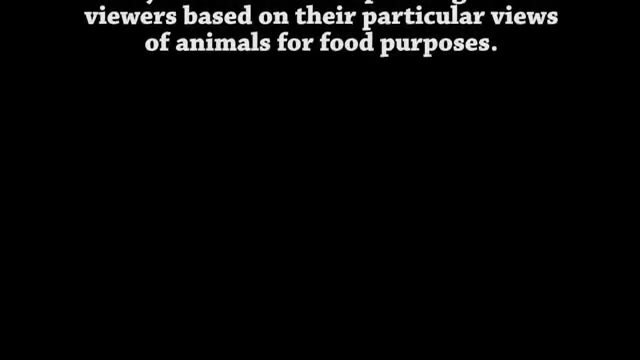 viewers based on their particular views
of animals for food purposes.